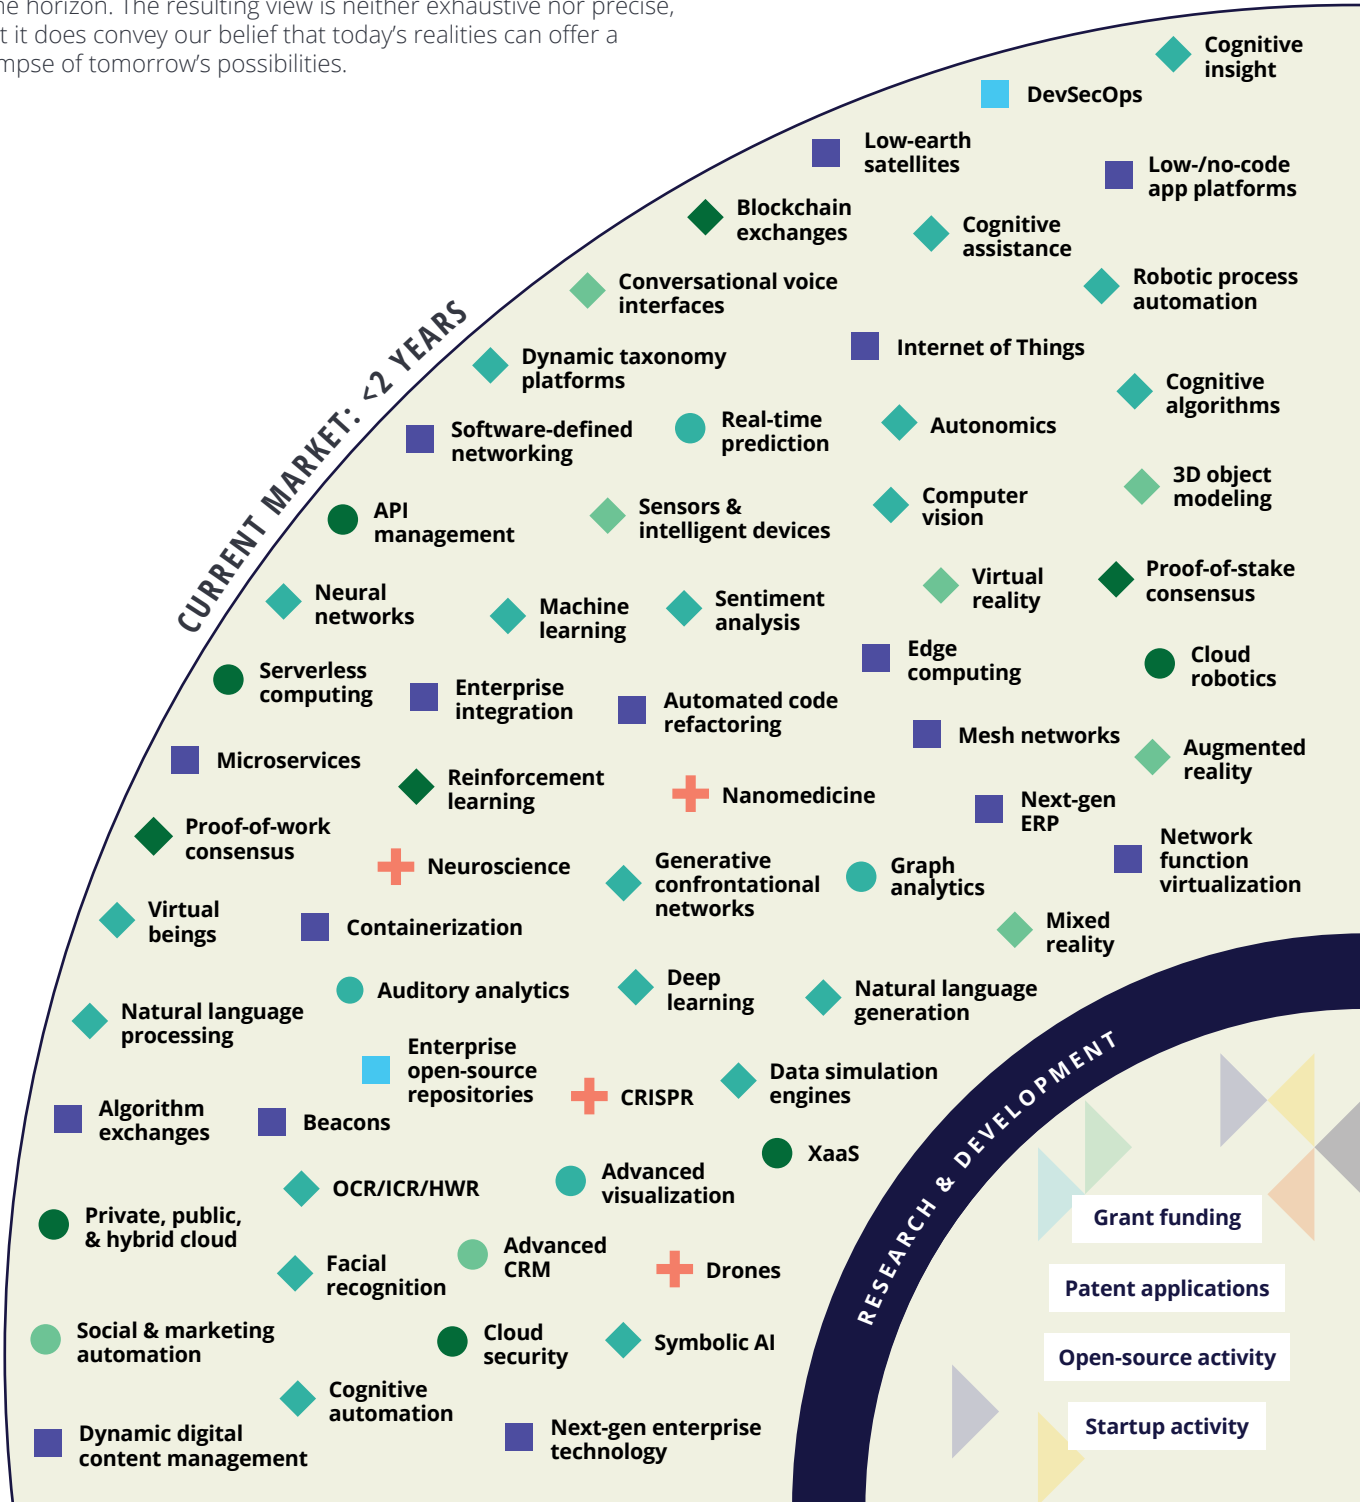 horizon. The resulting view is neither exhaustive nor precise,
it does convey our belief that today's realities can offer a
of tomorrow's possibilities.
Cognitive
insight
DevSecOps
Low-earth
satellites
Low-/no-code
app platforms
Blockchain
exchanges
Cognitive
assistance
Conversational voice
interfaces
Robotic process
automation
CURRENT MARKET: <2 YEARS
Internet of Things
Dynamic taxonomy
platforms
Cognitive
algorithms
Software-defined
networking
Real-time
prediction
Autonomics
3D object
modeling
API
management
Sensors &
intelligent devices
Computer
vision
Neural
networks
Machine
learning
Sentiment
analysis
Virtual
reality
Proof-of-stake
consensus
Serverless
computing
Enterprise
integration
Automated code
refactoring
Edge
computing
Cloud
robotics
Microservices
Mesh networks
Augmented
reality
Reinforcement
learning
Nanomedicine
Next-gen
ERP
Proof-of-work
consensus
Neuroscience
Generative
confrontational
networks
Graph
analytics
Network
function
virtualization
Virtual
beings
Containerization
Mixed
reality
Auditory analytics
Deep
learning
Natural language
generation
Natural language
processing
Enterprise
open-source
repositories
CRISPR
Data simulation
engines
Algorithm
exchanges
Beacons
XaaS
RESEARCH & DEVELOPMENT
OCR/ICR/HWR
Advanced
visualization
Private, public,
& hybrid cloud
Grant funding
Facial
recognition
Advanced
CRM
Drones
Patent applications
Social & marketing
automation
Cloud
security
Symbolic AI
Open-source activity
Cognitive
automation
Startup activity
Dynamic digital
content management
Next-gen enterprise
technology